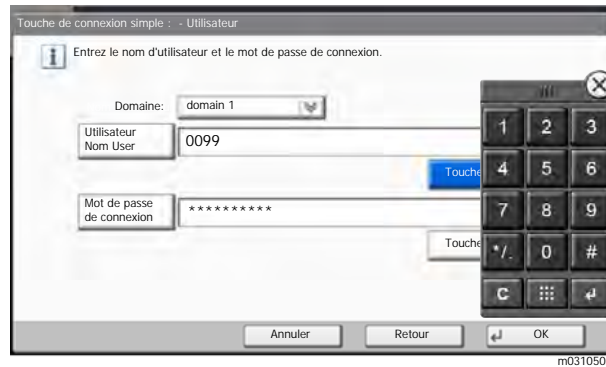 Touche de connexion simple : - Utilisateur
Entrez le nom d'utilisateur et le mot de passe de connexion.
Domaine: domain 1
Utilisateur
Nom User
0099
Touche
Mot de passe
de connexion
**********
Touche
1 2 3
4 5 6
7 8 9
*/. 0 #
C
Annuler Retour OK
m031050